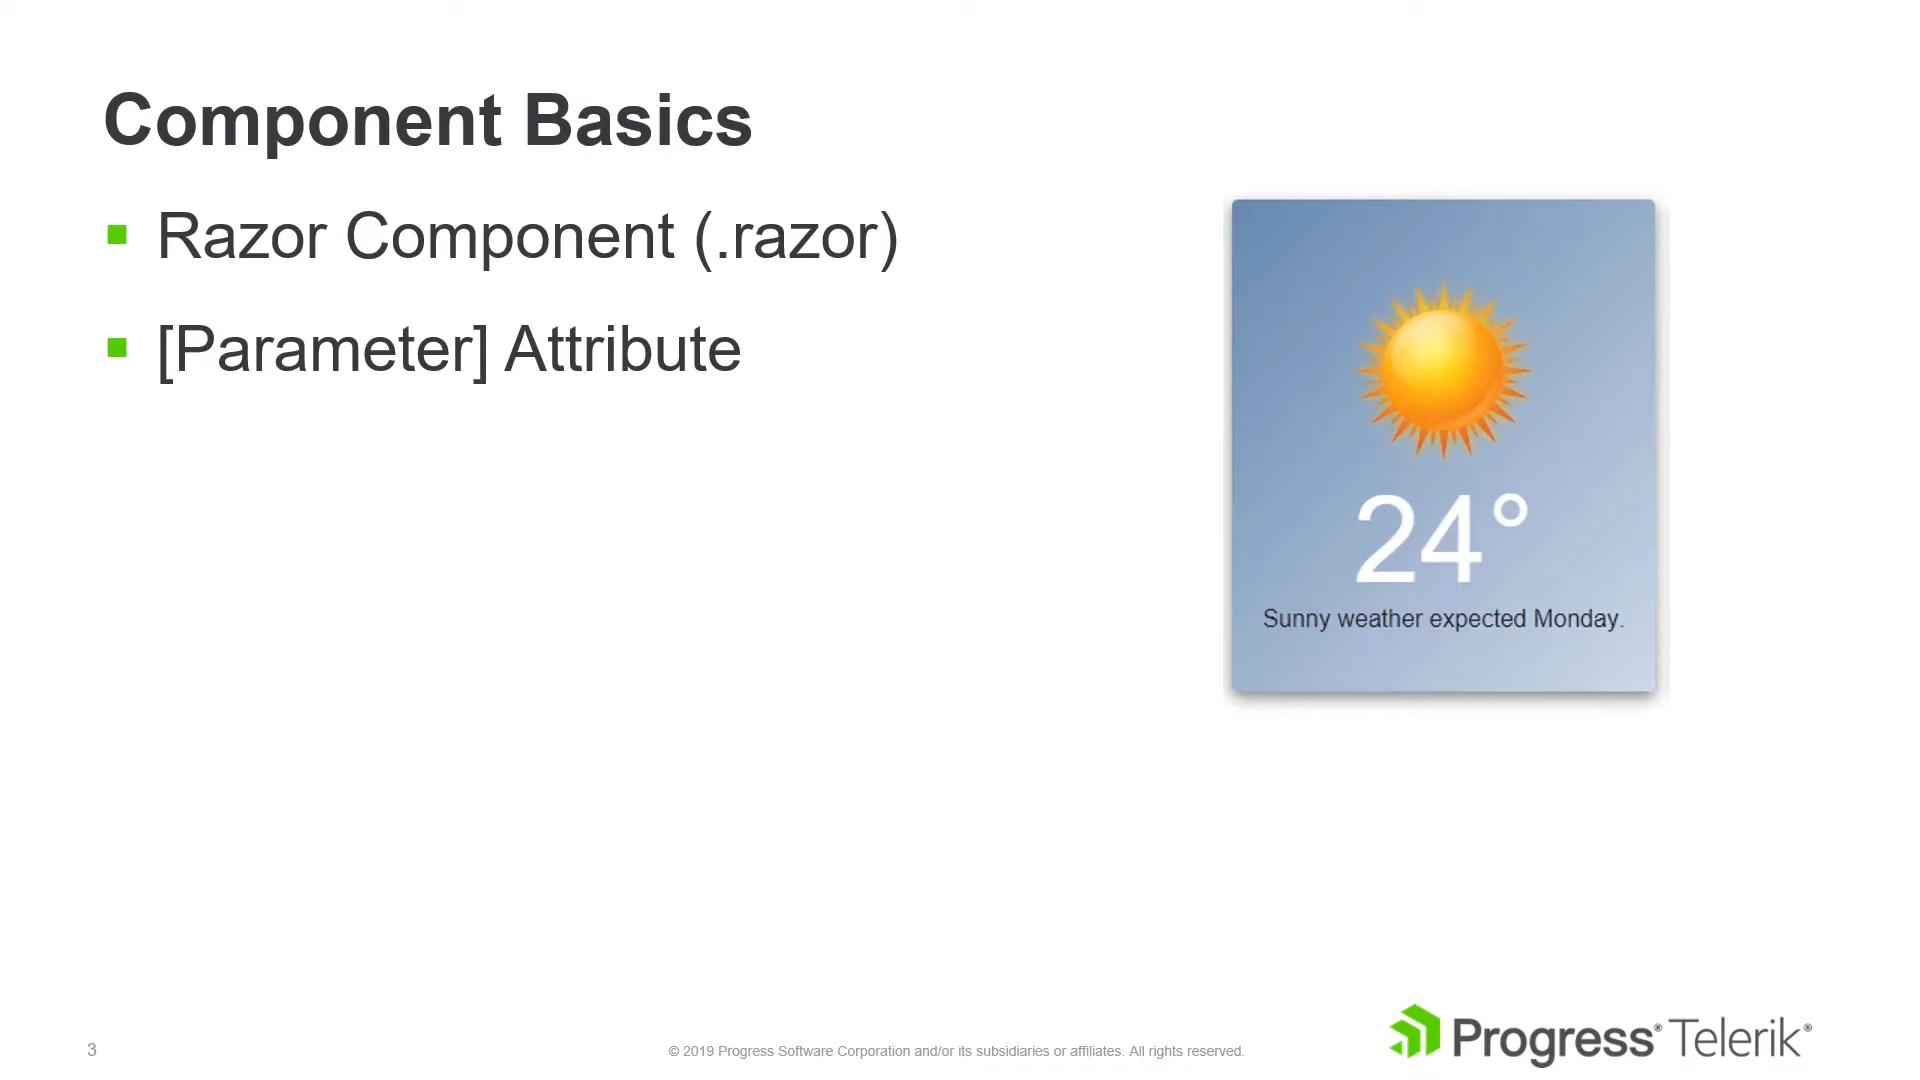 Component Basics
Razor Component (.razor)
[Parameter] Attribute
24°
Sunny weather expected Monday.
3
© 2019 Progress Software Corporation and/or its subsidiaries or affiliates. All rights reserved.
Progress® Telerik®